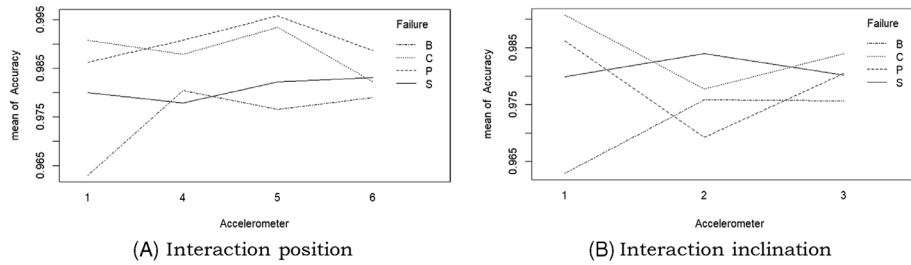 mean of Accuracy
0.995
0.985
0.975
0.965
1
4
5
6
Accelerometer
Failure
B
C
P
S
(A) Interaction position
mean of Accuracy
0.985
0.975
0.965
1
2
3
Accelerometer
Failure
B
C
P
S
(B) Interaction inclination